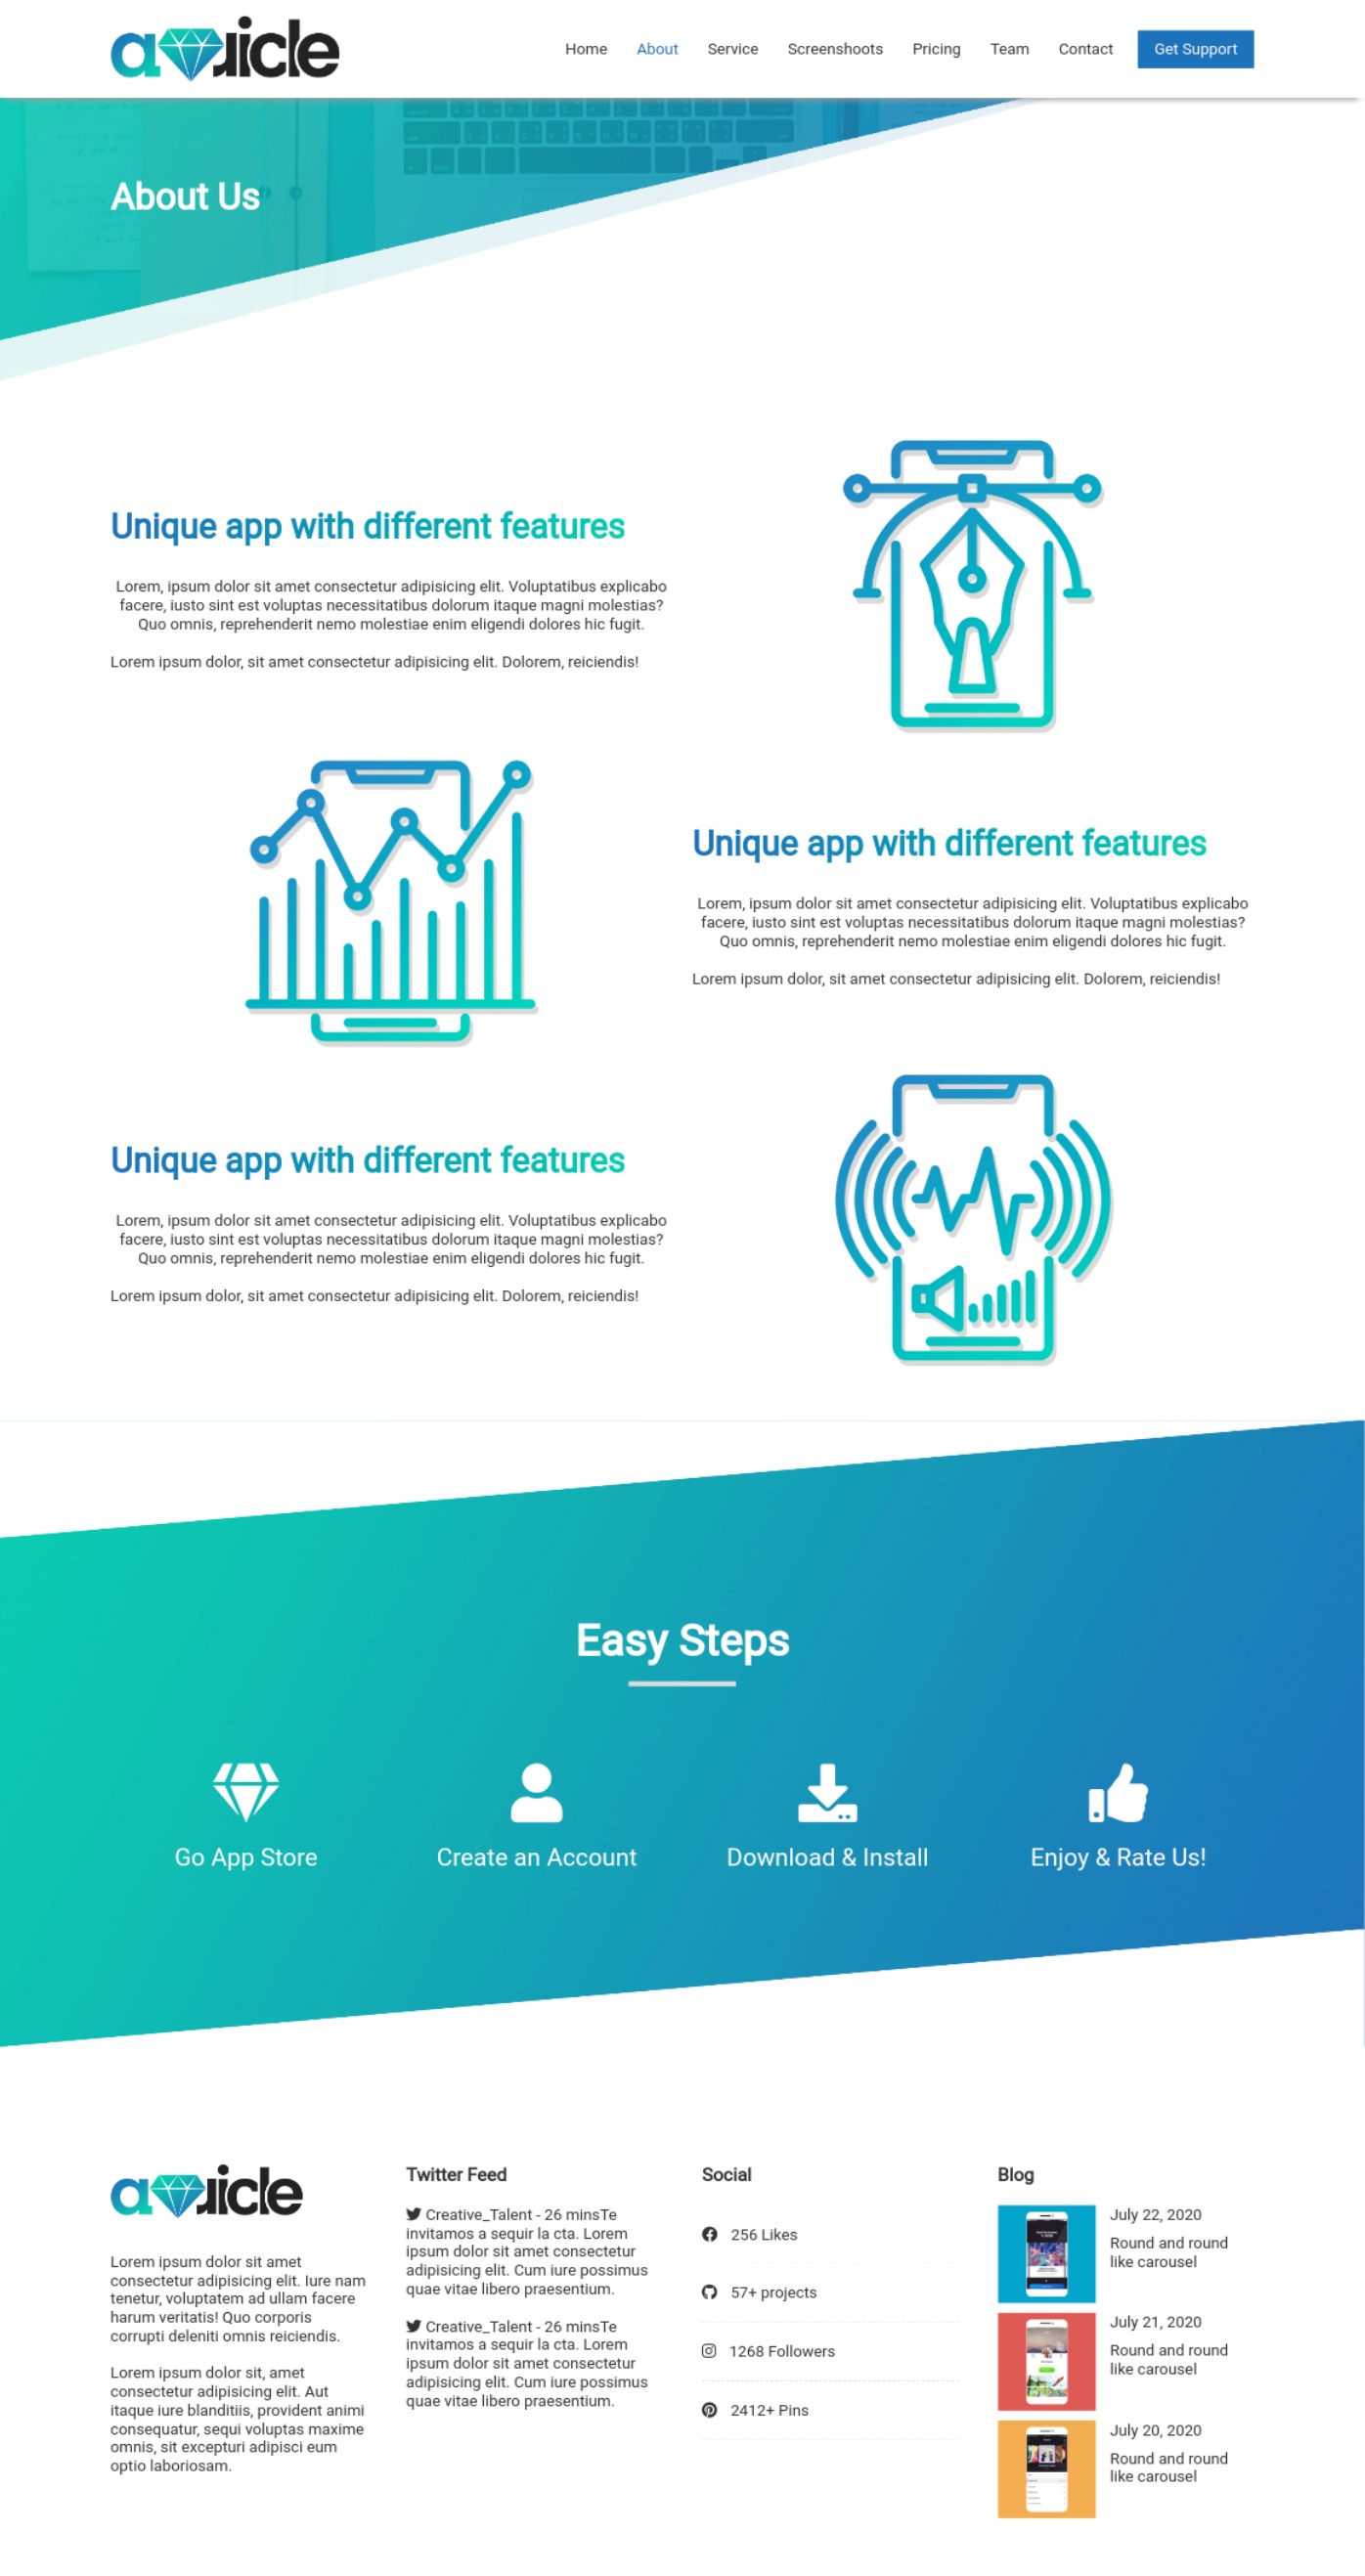 Home About Service Screenshoots Pricing Team Contact Get Support
About Us
Unique app with different features
Lorem, ipsum dolor sit amet consectetur adipisicing elit. Voluptatibus explicabo
facere, iusto sint est voluptas necessitatibus dolorum itaque magni molestias?
Quo omnis, reprehenderit nemo molestiae enim eligendi dolores hic fugit.
Lorem ipsum dolor, sit amet consectetur adipisicing elit. Dolorem, reiciendis!
Unique app with different features
Lorem, ipsum dolor sit amet consectetur adipisicing elit. Voluptatibus explicabo
facere, iusto sint est voluptas necessitatibus dolorum itaque magni molestias?
Quo omnis, reprehenderit nemo molestiae enim eligendi dolores hic fugit.
Lorem ipsum dolor, sit amet consectetur adipisicing elit. Dolorem, reiciendis!
Unique app with different features
Lorem, ipsum dolor sit amet consectetur adipisicing elit. Voluptatibus explicabo
facere, iusto sint est voluptas necessitatibus dolorum itaque magni molestias?
Quo omnis, reprehenderit nemo molestiae enim eligendi dolores hic fugit.
Lorem ipsum dolor, sit amet consectetur adipisicing elit. Dolorem, reiciendis!
Easy Steps
Go App Store
Create an Account
Download & Install
Enjoy & Rate Us!
Lorem ipsum dolor sit amet
consectetur adipisicing elit. Iure nam
tenetur, voluptatem ad ullam facere
harum veritatis! Quo corporis
corrupti deleniti omnis reiciendis.
Lorem ipsum dolor sit, amet
consectetur adipisicing elit. Aut
itaque iure blanditiis, provident animi
consequatur, sequi voluptas maxime
omnis, sit excepturi adipisci eum
optio laboriosam.
Twitter Feed
Creative_Talent - 26 minsTe
invitamos a sequir la cta. Lorem
ipsum dolor sit amet consectetur
adipisicing elit. Cum iure possimus
quae vitae libero praesentium.
Creative_Talent - 26 minsTe
invitamos a sequir la cta. Lorem
ipsum dolor sit amet consectetur
adipisicing elit. Cum iure possimus
quae vitae libero praesentium.
Social
256 Likes
57+ projects
1268 Followers
2412+ Pins
Blog
July 22, 2020
Round and round
like carousel
July 21, 2020
Round and round
like carousel
July 20, 2020
Round and round
like carousel